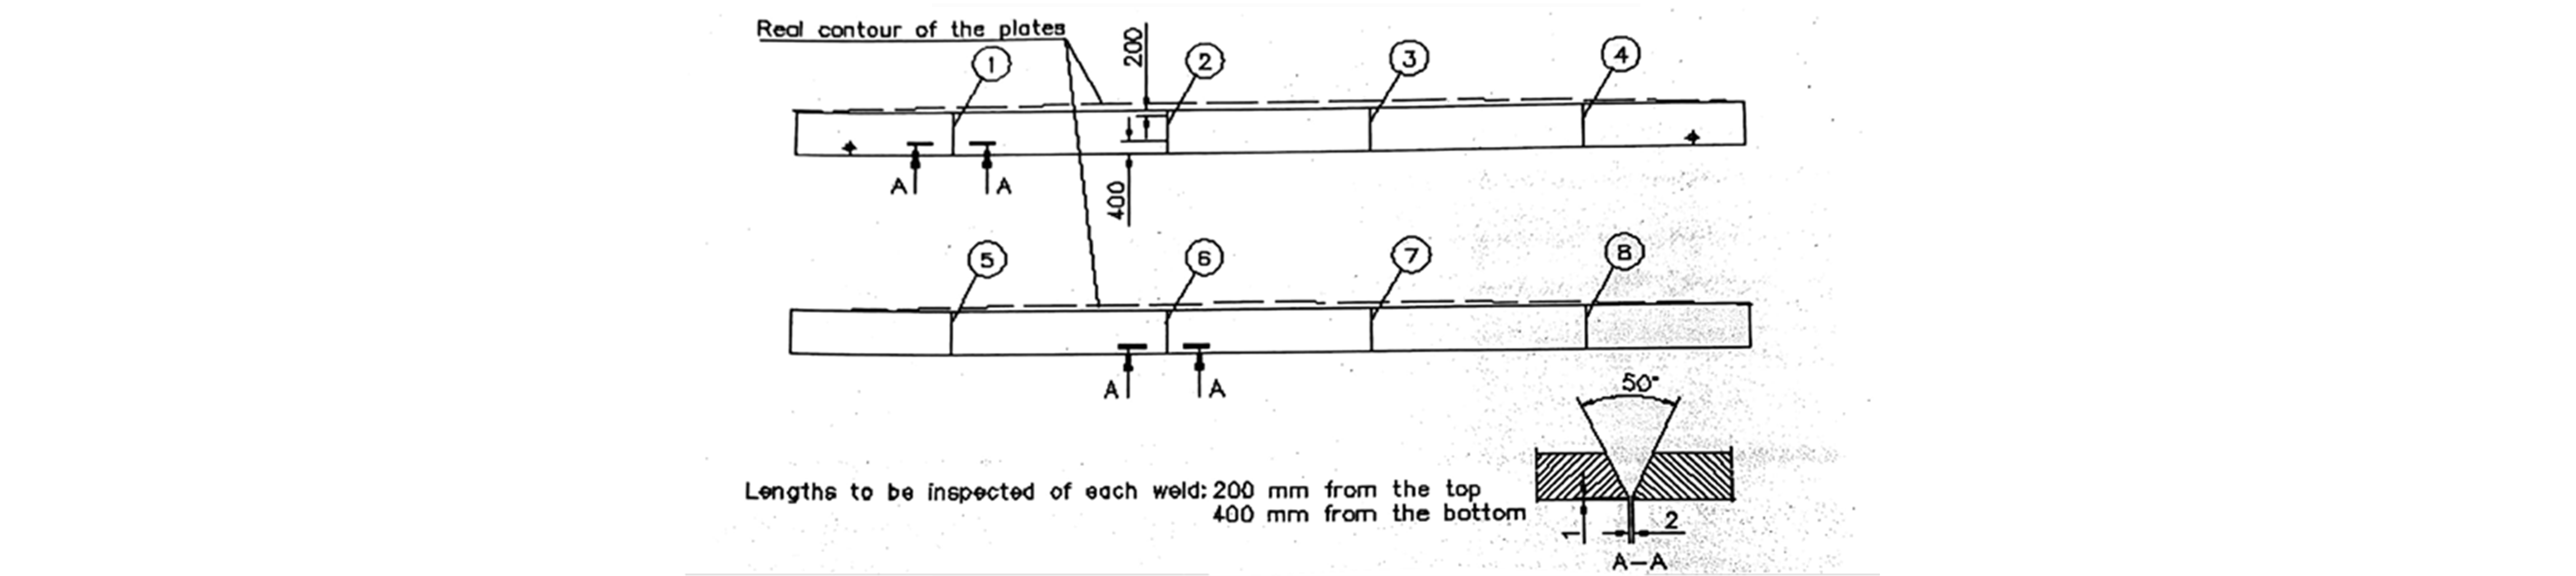 Real contour of the plates
200
1
2
3
4
A
A
400
5
6
7
8
A
A
50°
Lengths to be inspected of each weld: 200 mm from the top
400 mm from the bottom
1
2
A-A